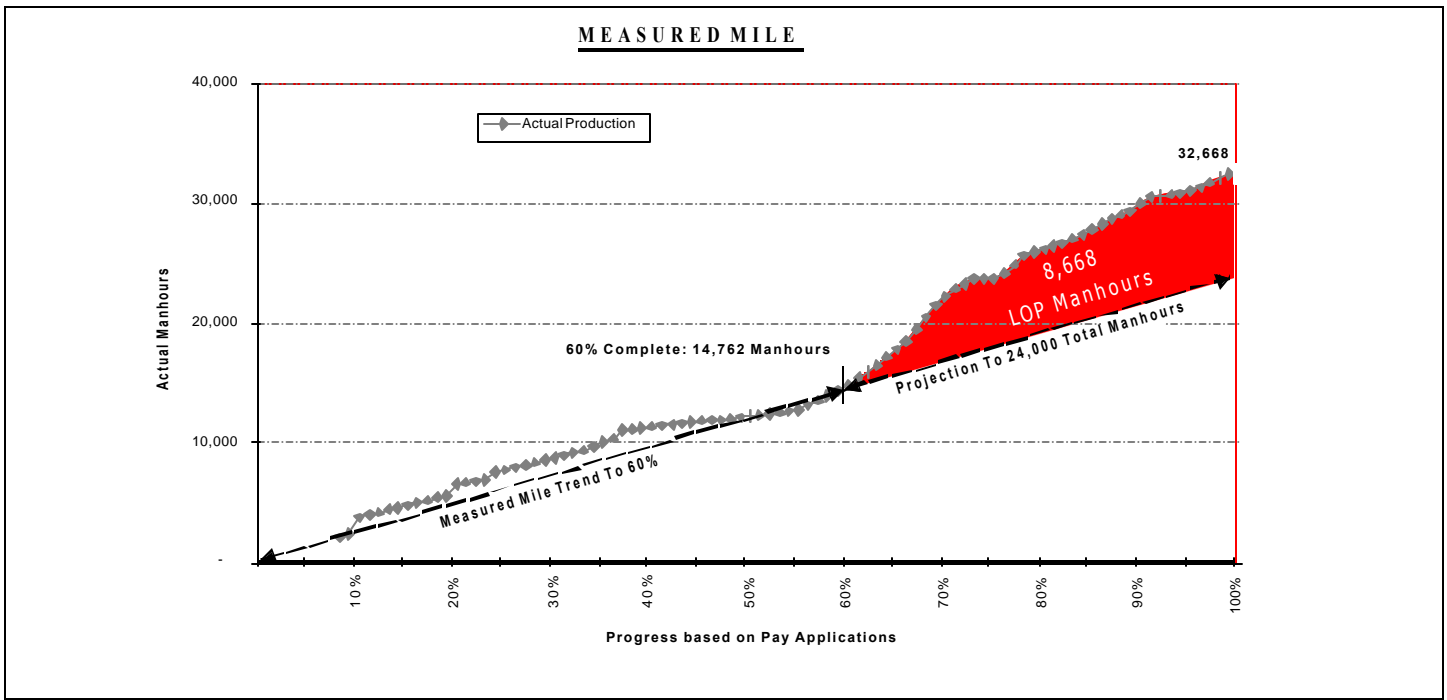 MEASURED MILE
40,000
Actual Production
32,668
30,000
8,668
LOP Manhours
Actual Manhours
20,000
60% Complete: 14,762 Manhours
Projection To 24,000 Total Manhours
10,000
Measured Mile Trend To 60%
-
10%
20%
30%
40%
50%
60%
70%
80%
90%
100%
Progress based on Pay Applications